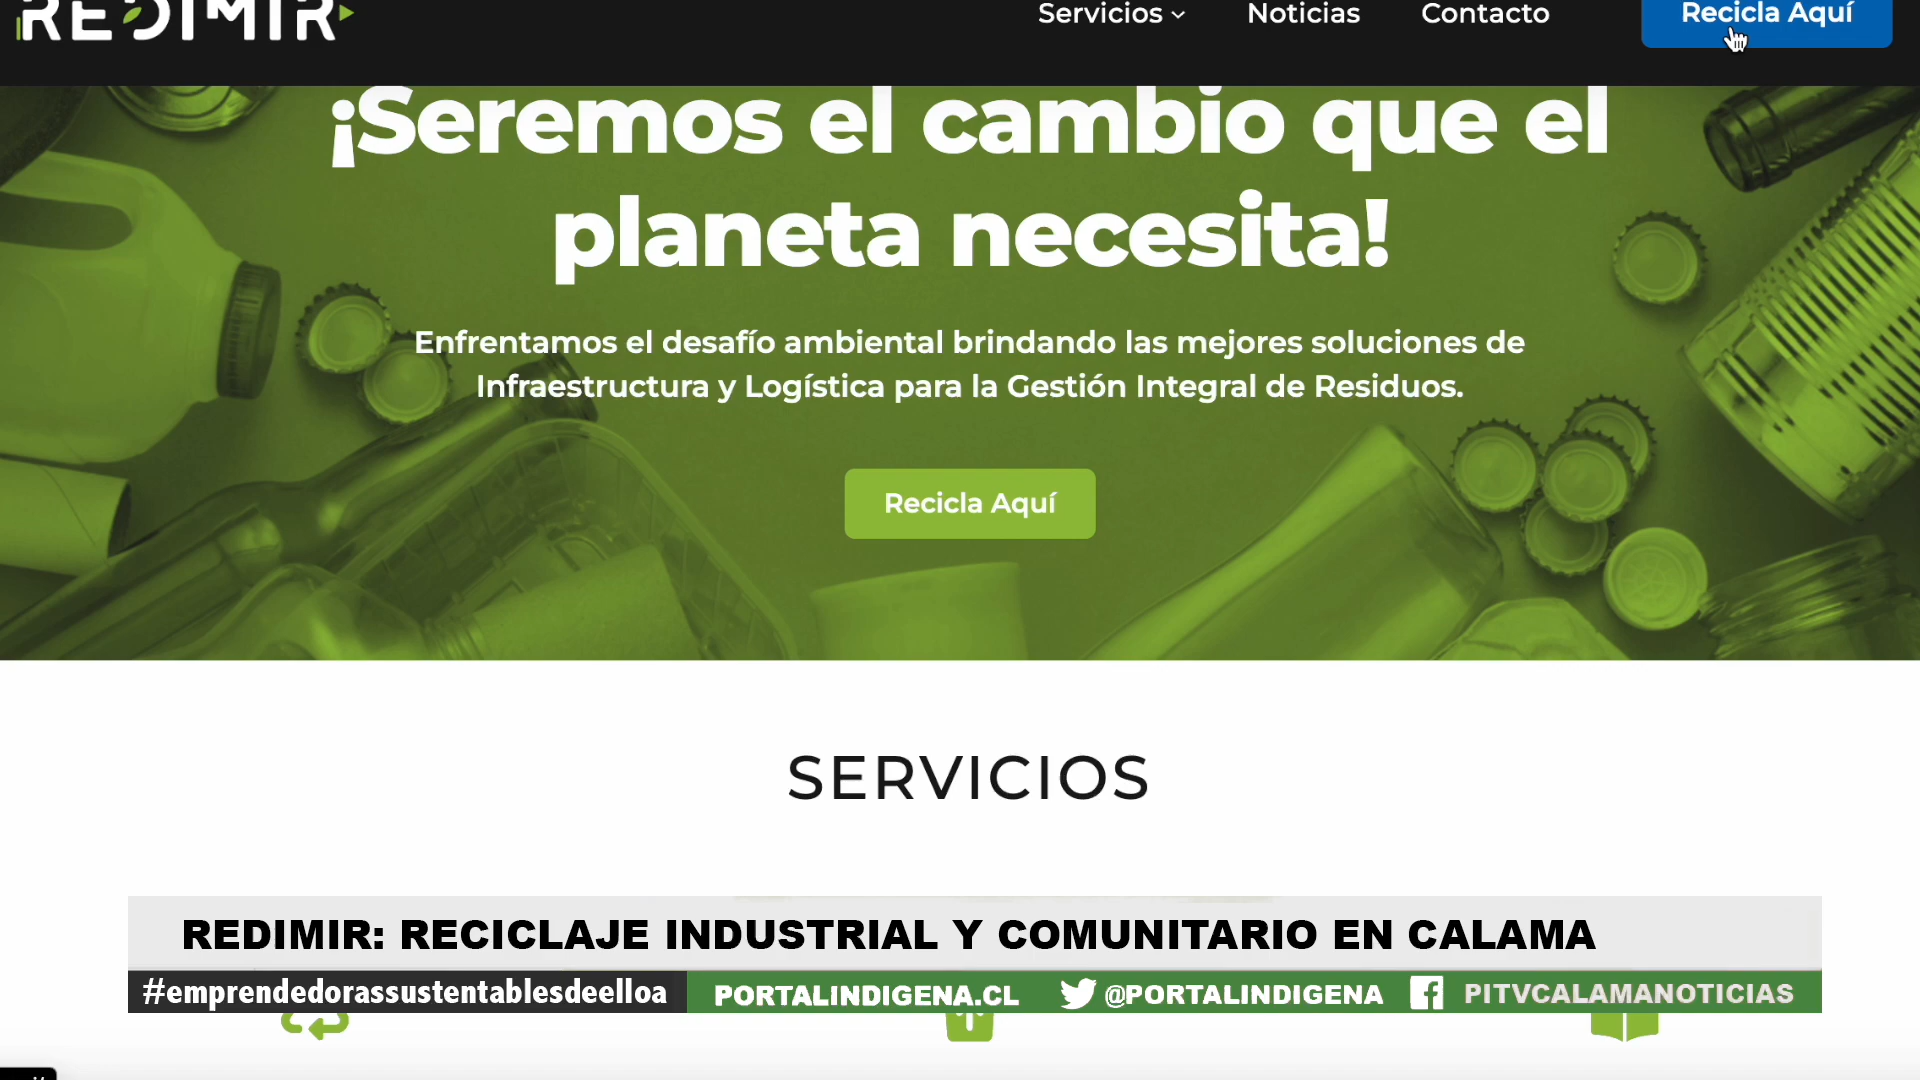 REDIMIR
Servicios
Noticias
Contacto
Recicla Aquí
¡Seremos el cambio que el
planeta necesita!
Enfrentamos el desafío ambiental brindando las mejores soluciones de
Infraestructura y Logística para la Gestión Integral de Residuos.
Recicla Aquí
SERVICIOS
REDIMIR: RECICLAJE INDUSTRIAL Y COMUNITARIO EN CALAMA
#emprendedorassustentablesdeelloa
PORTALINDIGENA.CL
@PORTALINDIGENA
PITVCALAMANOTICIAS